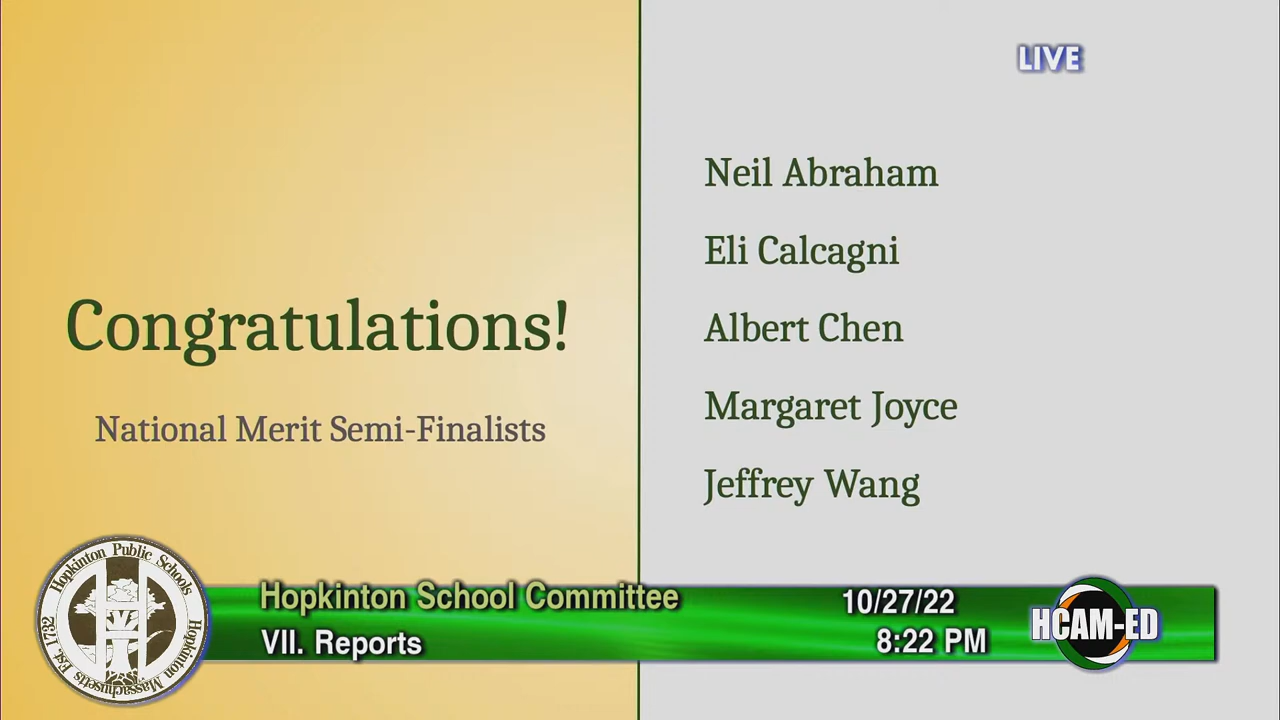 LIVE
Congratulations!
National Merit Semi-Finalists
Neil Abraham
Eli Calcagni
Albert Chen
Margaret Joyce
Jeffrey Wang
Hopkinton Public Schools
Hopkinton Massachusetts Est. 1732
Hopkinton School Committee
VII. Reports
10/27/22
8:22 PM
HCAM-ED